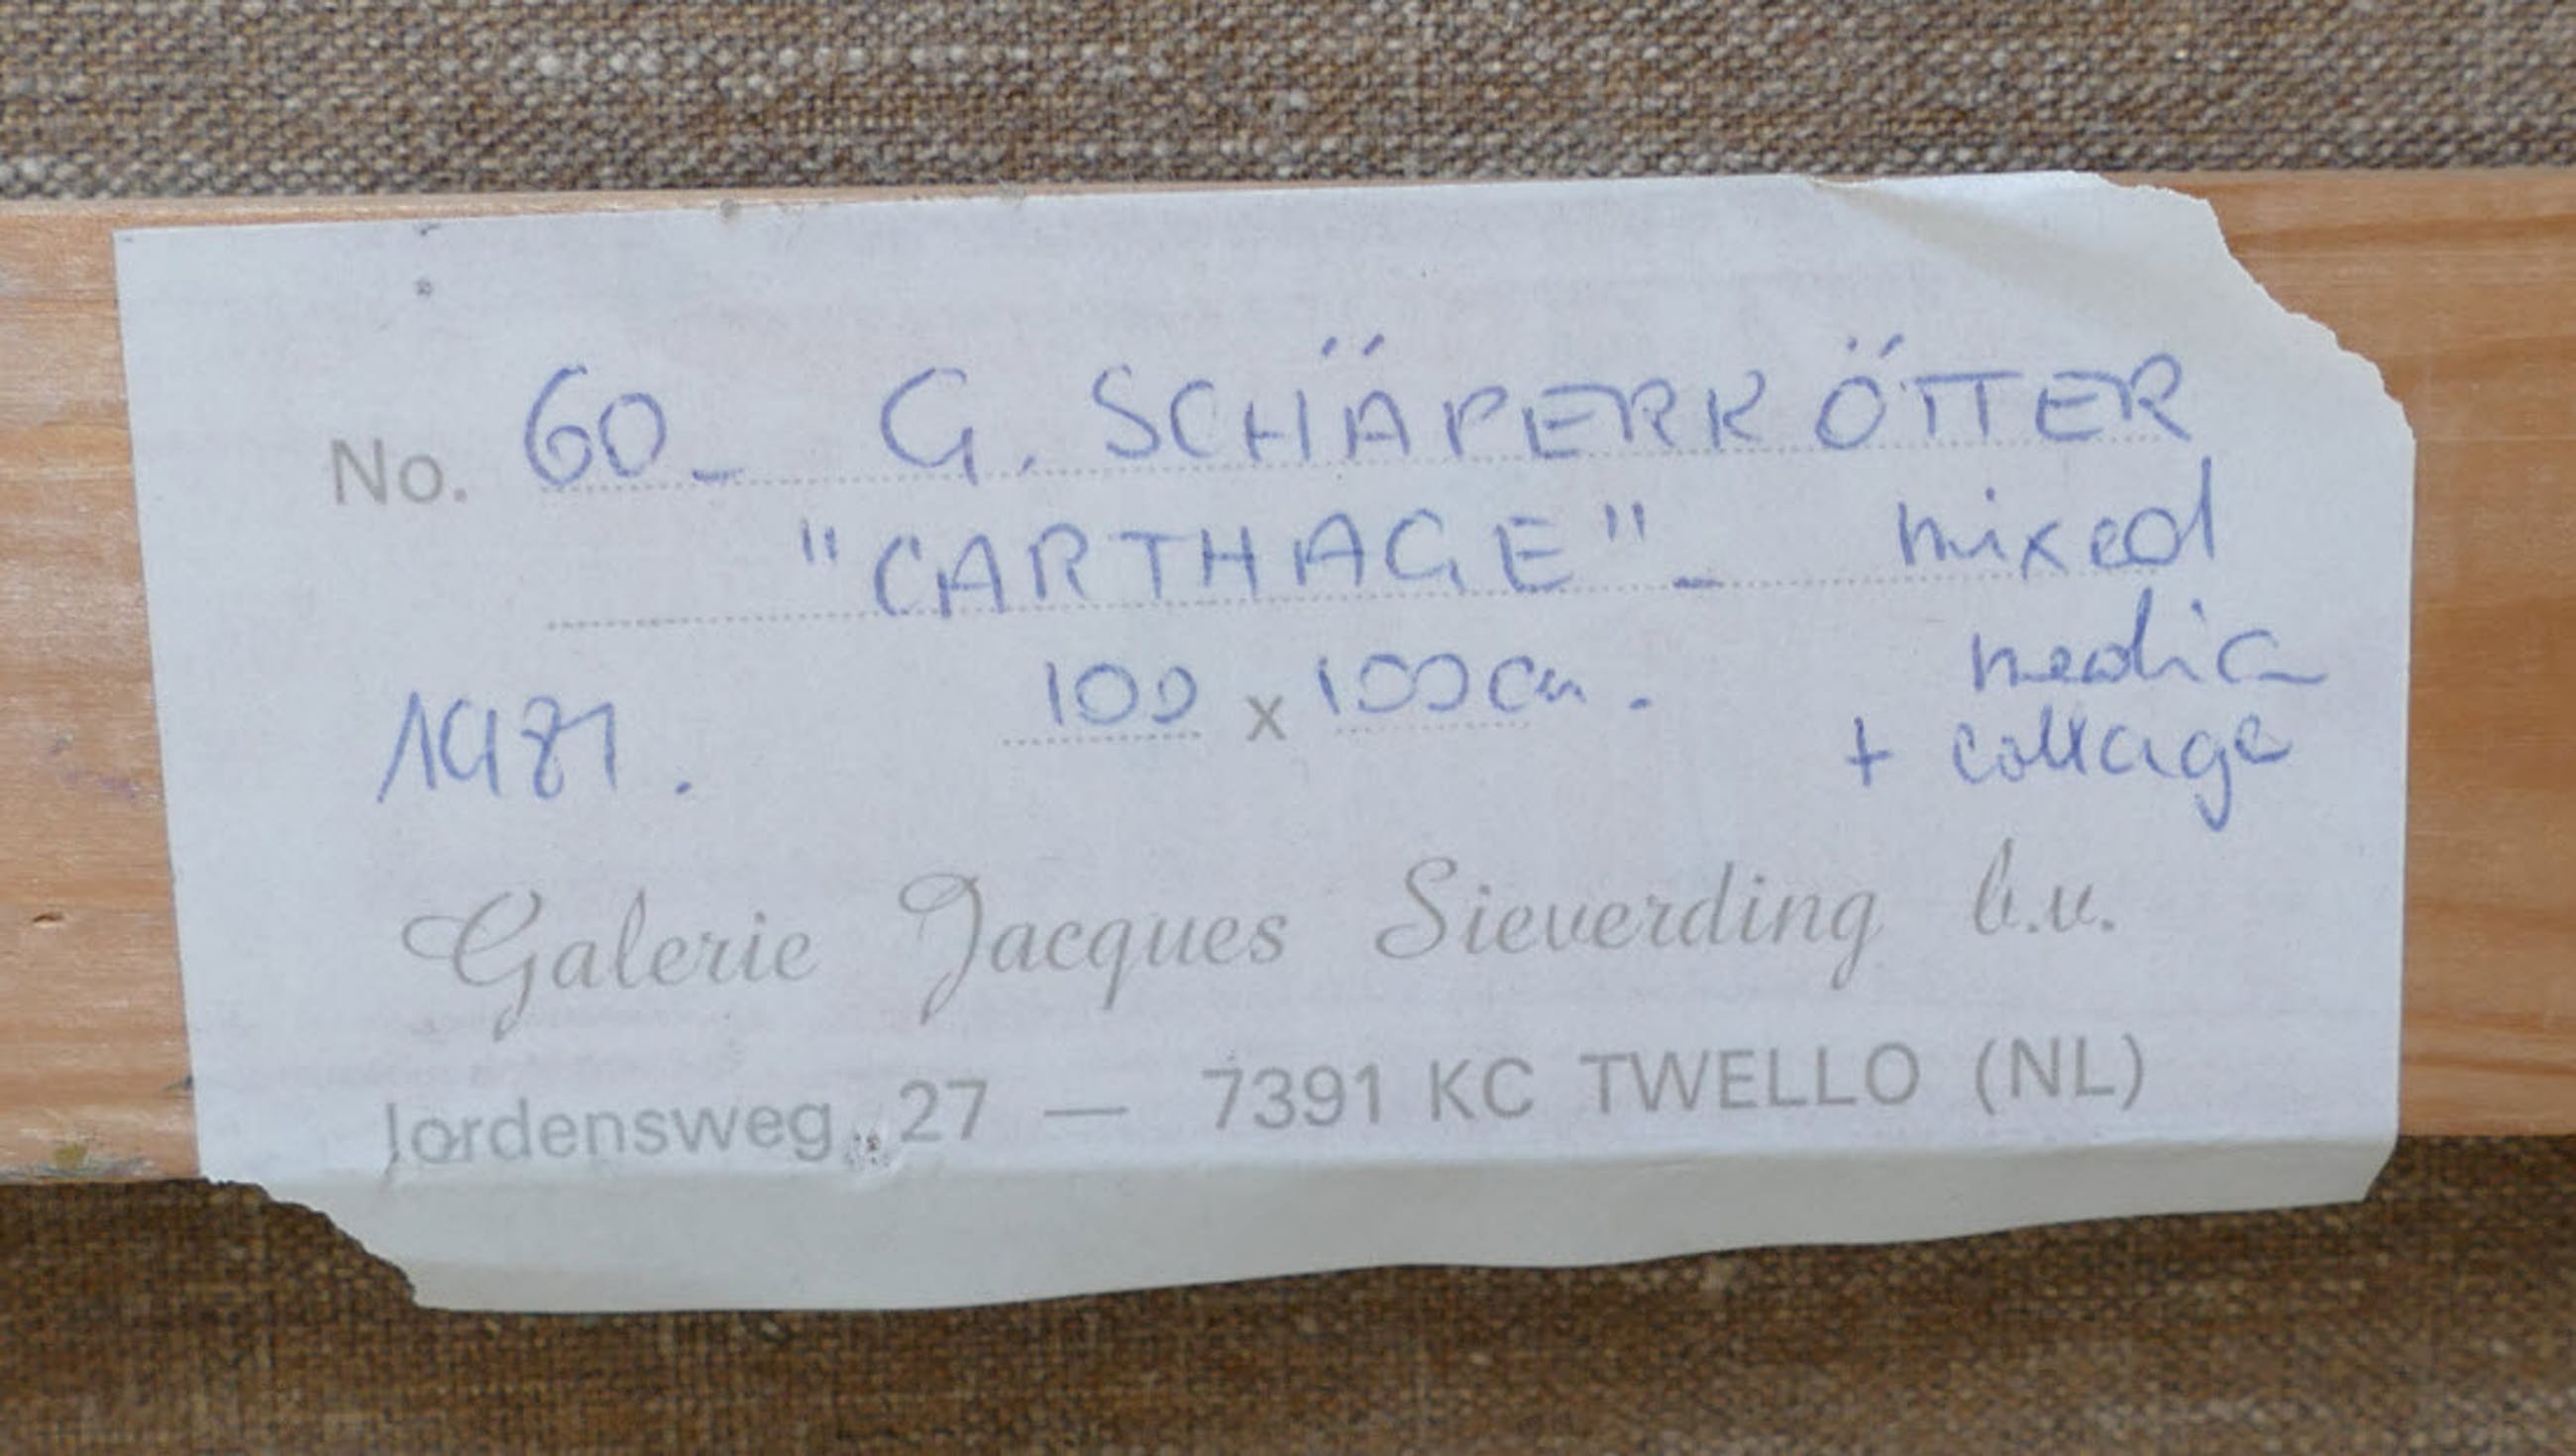 No. 60_ G. SCHÄPERKÖTTER
"CARTHAGE" _ mixed
media
1981. 100 x 100 cm.
+ collage
Galerie Jacques Sieverding b.v.
Jordensweg 27 — 7391 KC TWELLO (NL)